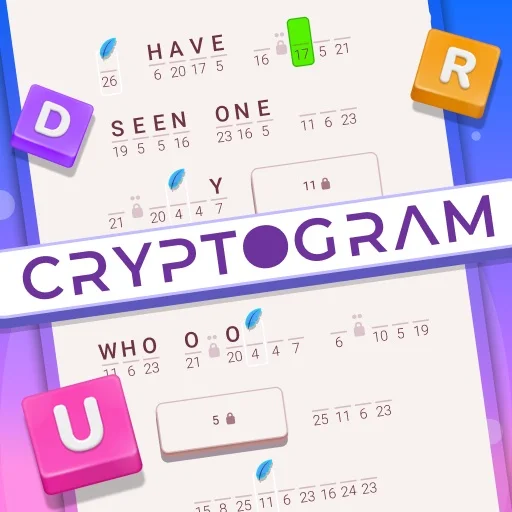 HAVE
26 6 20 17 5 16 17 5 21
R
D
SEEN ONE
19 5 5 16 23 16 5 11 6 23
Y 11
21 20 4 4 7
CRYPTOGRAM
WHO O O
11 6 23 21 20 4 4 7 6 10 5 19
U
5 25 11 6 23
15 8 25 11 6 23 16 24 23